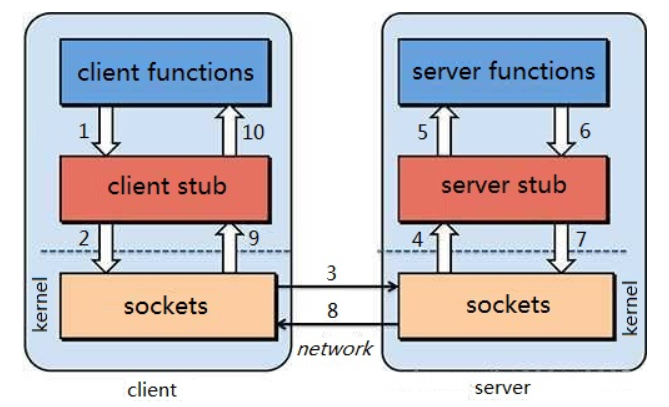 client functions
server functions
1
10
5
6
client stub
server stub
2
9
4
7
3
kernel
sockets
sockets
kernel
8
network
client
server